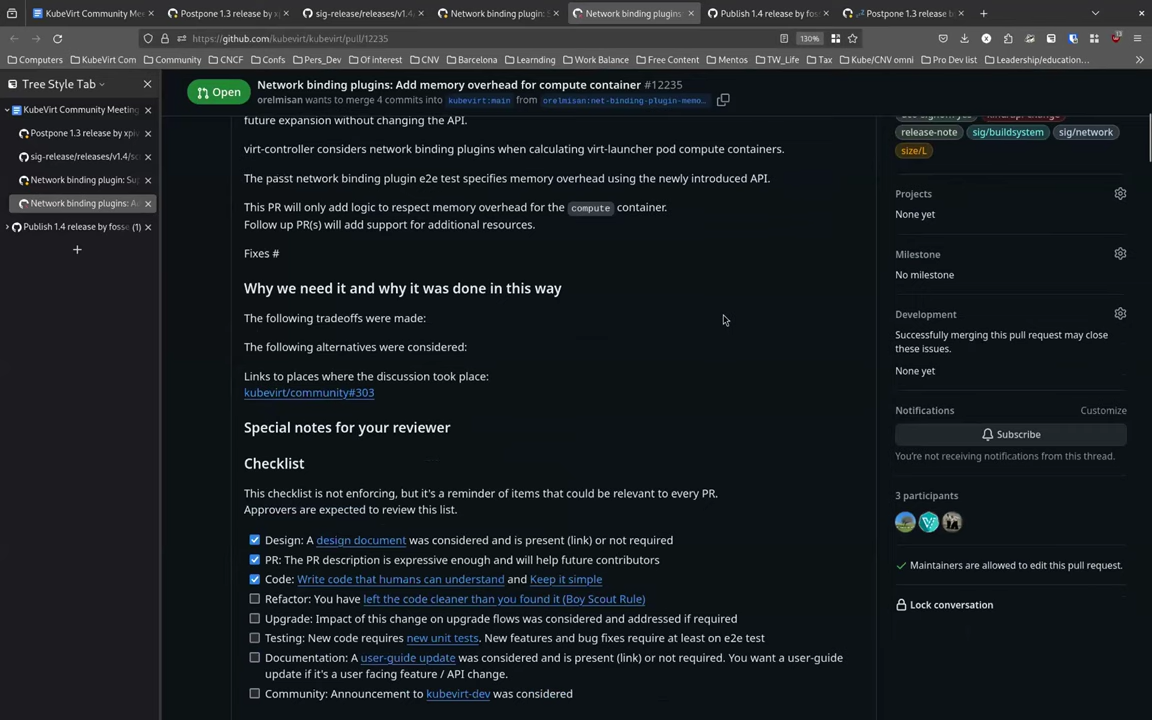 KubeVirt Community Meeting
Postpone 1.3 release by x
sig-release/releases/v1.4/
Network binding plugin: S
Network binding plugins:
Publish 1.4 release by fosse
Postpone 1.3 release
https://github.com/kubevirt/kubevirt/pull/12235
130%
Computers
KubeVirt Com
Community
CNCF
Confs
Pers_Dev
Of interest
CNV
Barcelona
Learnding
Work Balance
Free Content
Mentos
TW_Life
Tax
Kube/CNV omni
Pro Dev list
Leadership/education...
Tree Style Tab
KubeVirt Community Meeting
Postpone 1.3 release by xpiv
sig-release/releases/v1.4/sc
Network binding plugin: Su
Network binding plugins: A
Publish 1.4 release by fosse (1)
Open
Network binding plugins: Add memory overhead for compute container #12235
orelmisan wants to merge 4 commits into kubevirt:main from orelmisan:net-binding-plugin-memo…
future expansion without changing the API.
virt-controller considers network binding plugins when calculating virt-launcher pod compute containers.
The passt network binding plugin e2e test specifies memory overhead using the newly introduced API.
This PR will only add logic to respect memory overhead for the compute container.
Follow up PR(s) will add support for additional resources.
Fixes #
Why we need it and why it was done in this way
The following tradeoffs were made:
The following alternatives were considered:
Links to places where the discussion took place:
kubevirt/community#303
Special notes for your reviewer
Checklist
This checklist is not enforcing, but it's a reminder of items that could be relevant to every PR.
Approvers are expected to review this list.
Design: A design document was considered and is present (link) or not required
PR: The PR description is expressive enough and will help future contributors
Code: Write code that humans can understand and Keep it simple
Refactor: You have left the code cleaner than you found it (Boy Scout Rule)
Upgrade: Impact of this change on upgrade flows was considered and addressed if required
Testing: New code requires new unit tests. New features and bug fixes require at least on e2e test
Documentation: A user-guide update was considered and is present (link) or not required. You want a user-guide
update if it's a user facing feature / API change.
Community: Announcement to kubevirt-dev was considered
release-note
sig/buildsystem
sig/network
size/L
Projects
None yet
Milestone
No milestone
Development
Successfully merging this pull request may close
these issues.
None yet
Notifications
Customize
Subscribe
You're not receiving notifications from this thread.
3 participants
Maintainers are allowed to edit this pull request.
Lock conversation